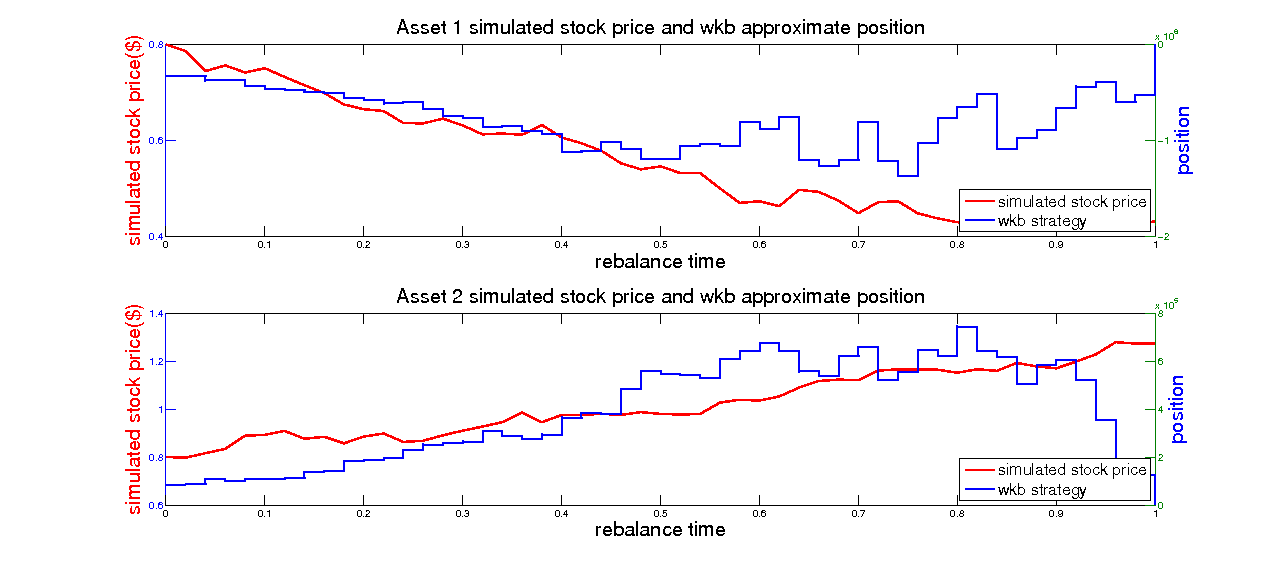 Asset 1 simulated stock price and wkb approximate position
simulated stock price($)
0.8
0.6
0.4
0
-1
-2
position
simulated stock price
wkb strategy
0 0.1 0.2 0.3 0.4 0.5 0.6 0.7 0.8 0.9 1
rebalance time
Asset 2 simulated stock price and wkb approximate position
simulated stock price($)
1.4
1.2
1
0.8
0.6
8
6
4
2
0
position
simulated stock price
wkb strategy
0 0.1 0.2 0.3 0.4 0.5 0.6 0.7 0.8 0.9 1
rebalance time